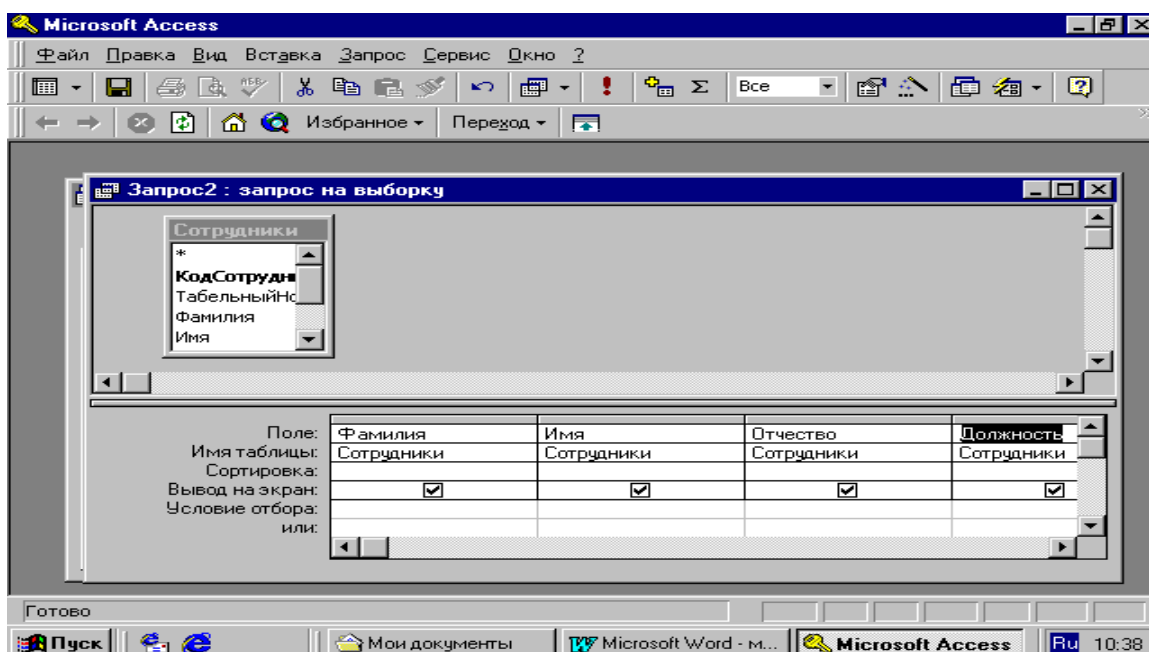 Microsoft Access
Файл Правка Вид Вставка Запрос Сервис Окно ?
Все
Избранное Переход
Запрос2 : запрос на выборку
Сотрудники
*
КодСотрудн
ТабельныйНо
Фамилия
Имя
Поле: Фамилия Имя Отчество Должность
Имя таблицы: Сотрудники Сотрудники Сотрудники Сотрудники
Сортировка:
Вывод на экран:
Условие отбора:
или:
Готово
Пуск Мои документы Microsoft Word - м... Microsoft Access Ru 10:38